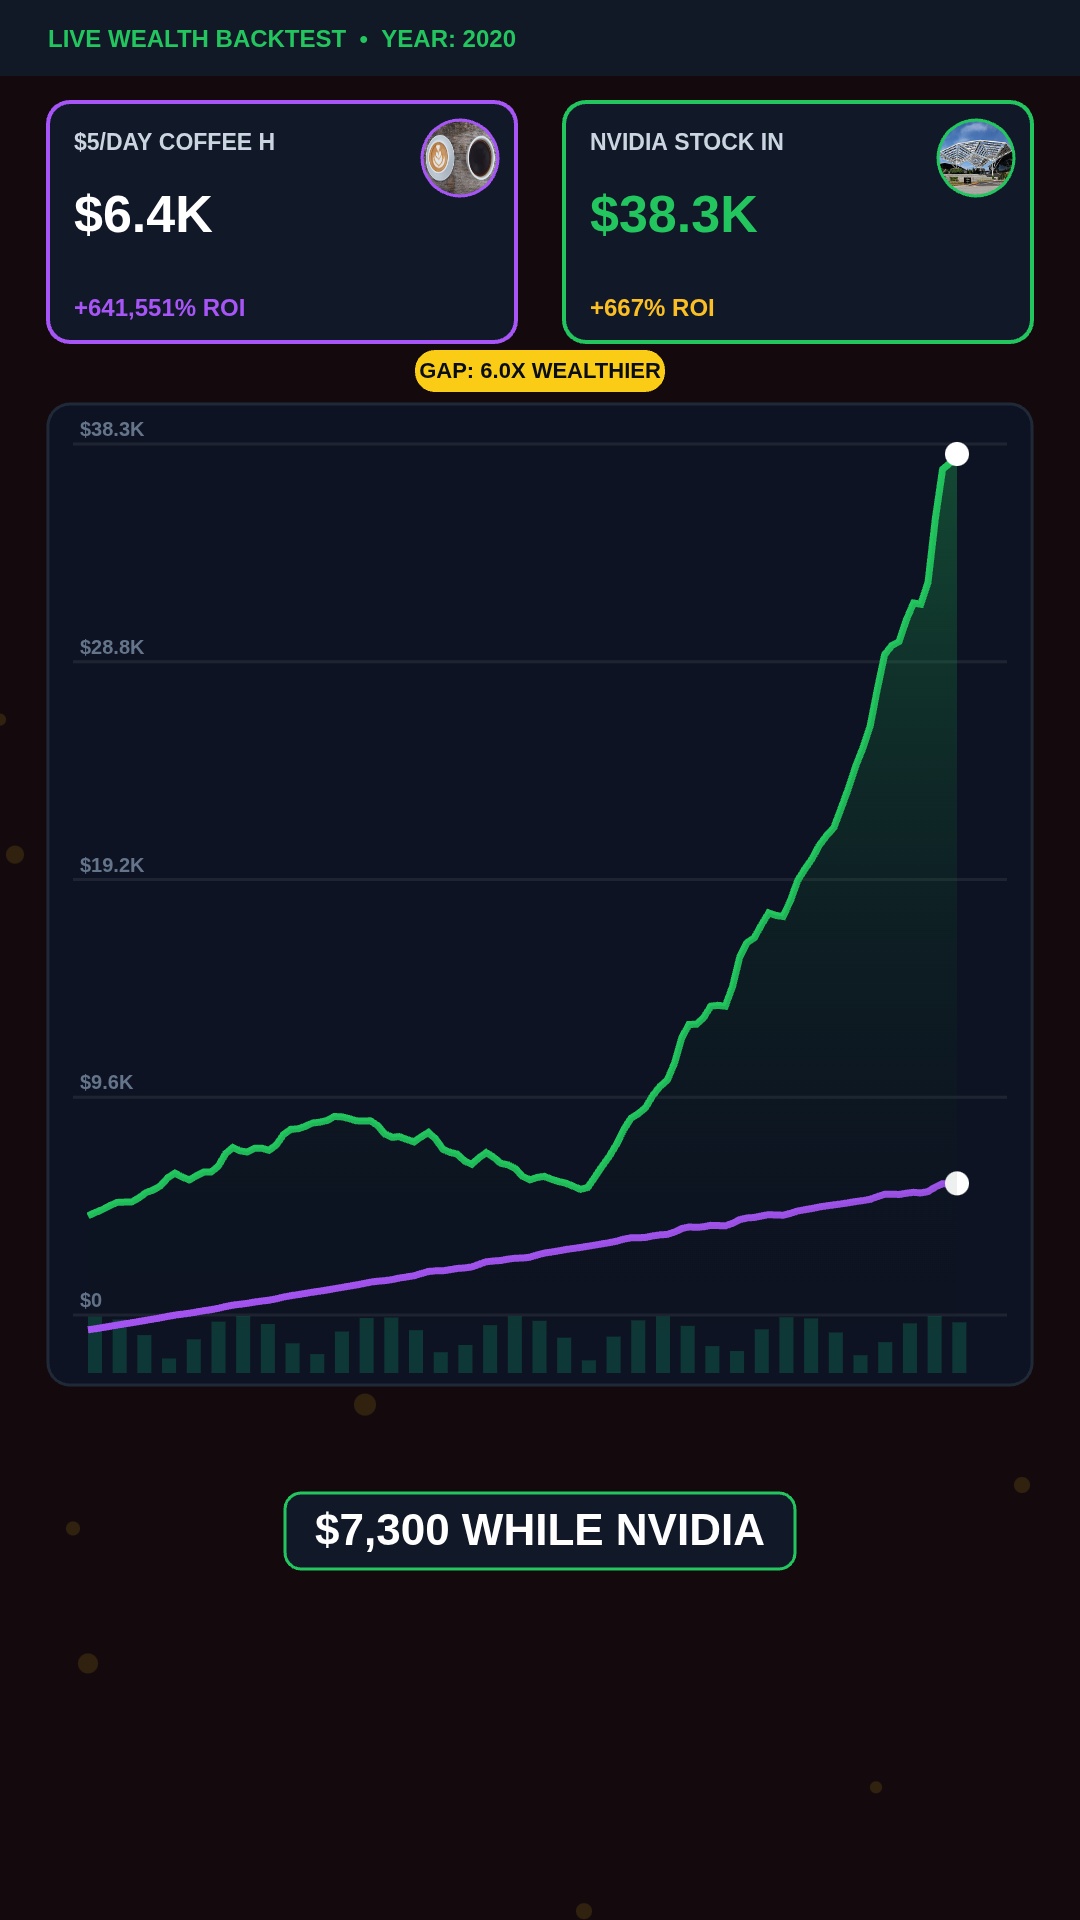 LIVE WEALTH BACKTEST • YEAR: 2020
$5/DAY COFFEE H
$6.4K
+641,551% ROI
NVIDIA STOCK IN
$38.3K
+667% ROI
GAP: 6.0X WEALTHIER
$38.3K
$28.8K
$19.2K
$9.6K
$0
$7,300 WHILE NVIDIA